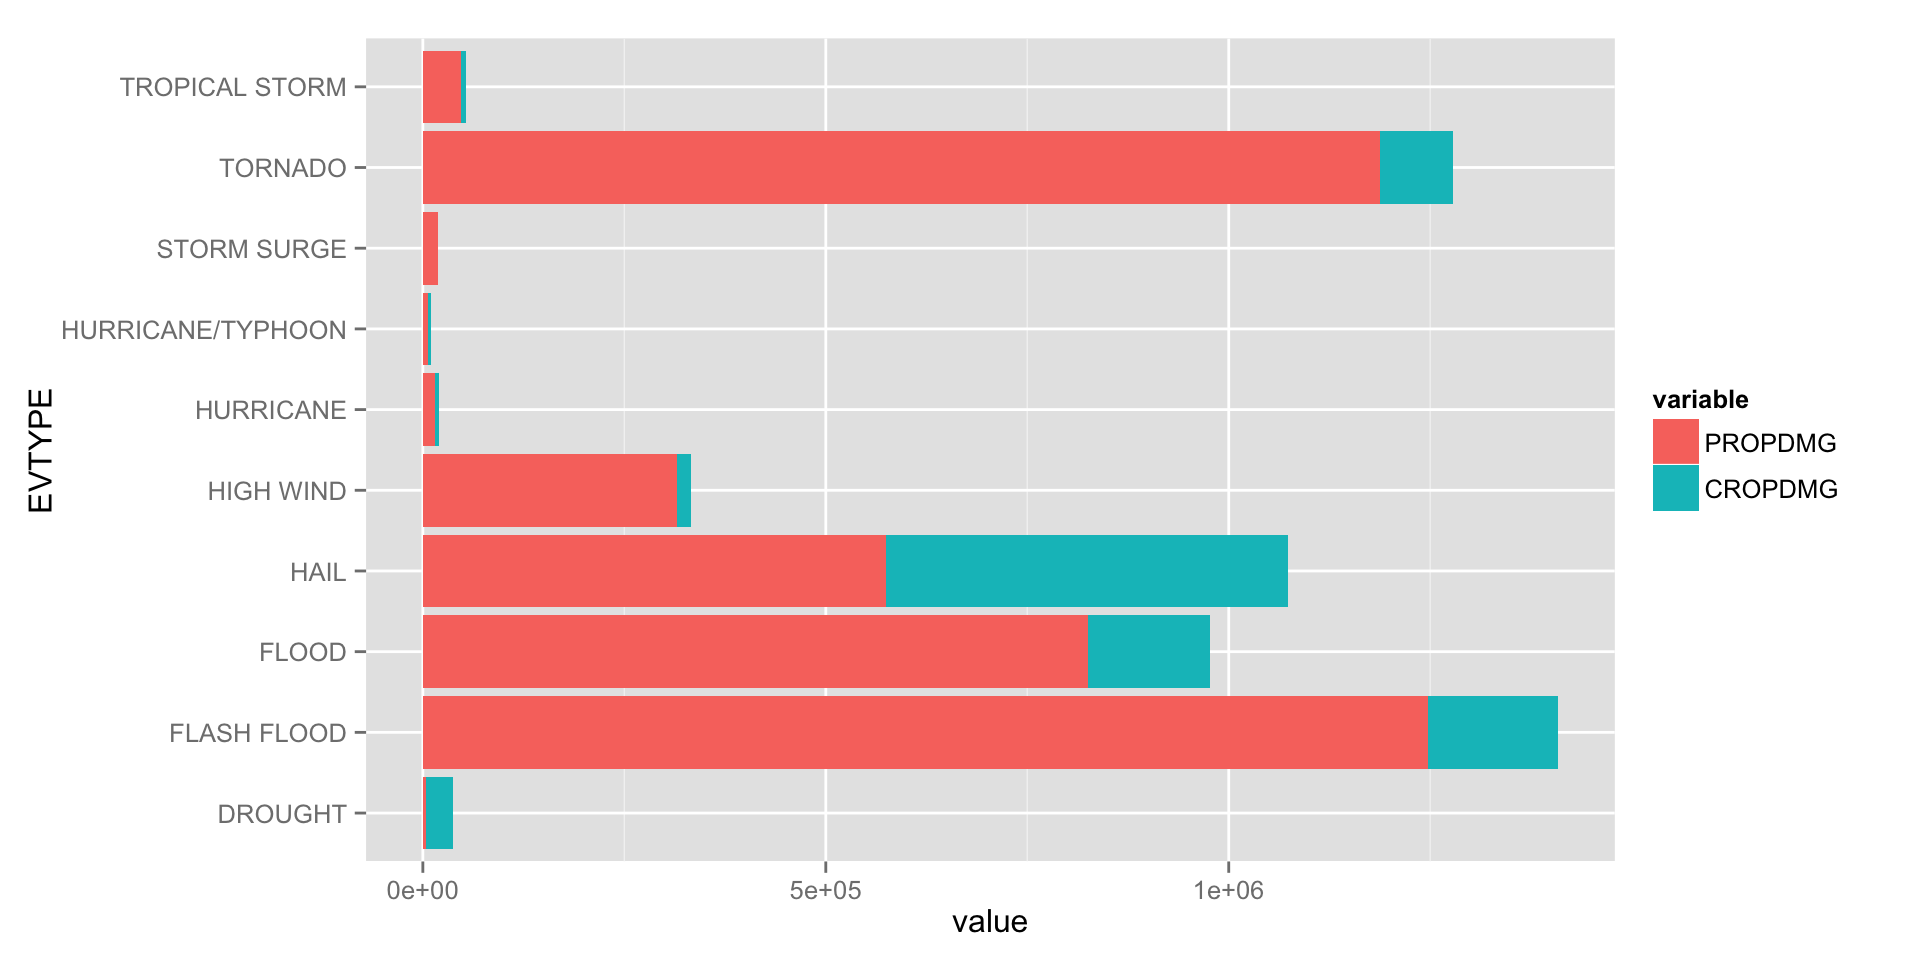 TROPICAL STORM
TORNADO
STORM SURGE
HURRICANE/TYPHOON
HURRICANE
HIGH WIND
HAIL
FLOOD
FLASH FLOOD
DROUGHT
EVTYPE
0e+00 5e+05 1e+06
value
variable
PROPDMG
CROPDMG